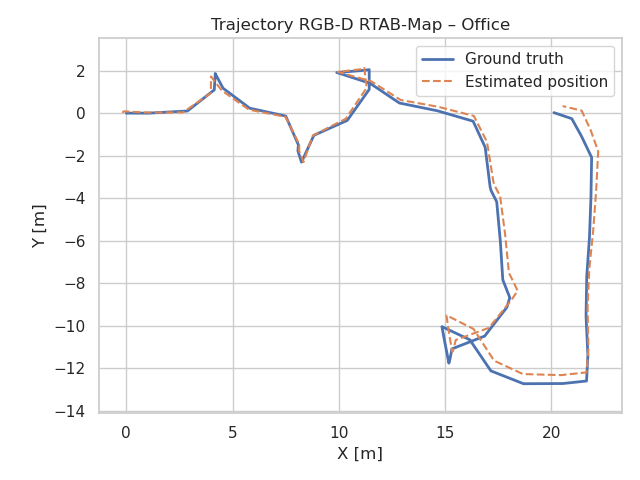 Trajectory RGB-D RTAB-Map – Office
Ground truth
Estimated position
2
0
−2
−4
−6
−8
−10
−12
−14
Y [m]
0 5 10 15 20
X [m]